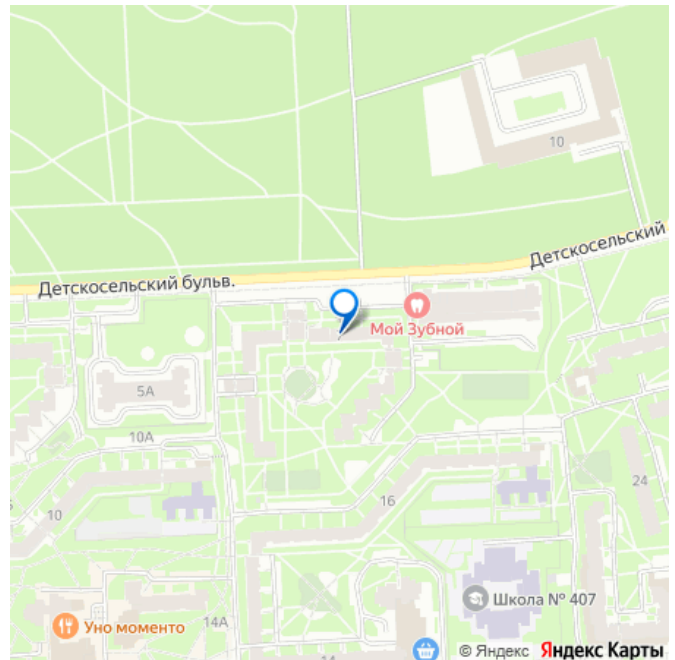 10
Детскосельский
Детскосельский бульв.
Мой Зубной
5А
10А
10
16
24
Школа № 407
14А
Уно моменто
© Яндекс Яндекс Карты